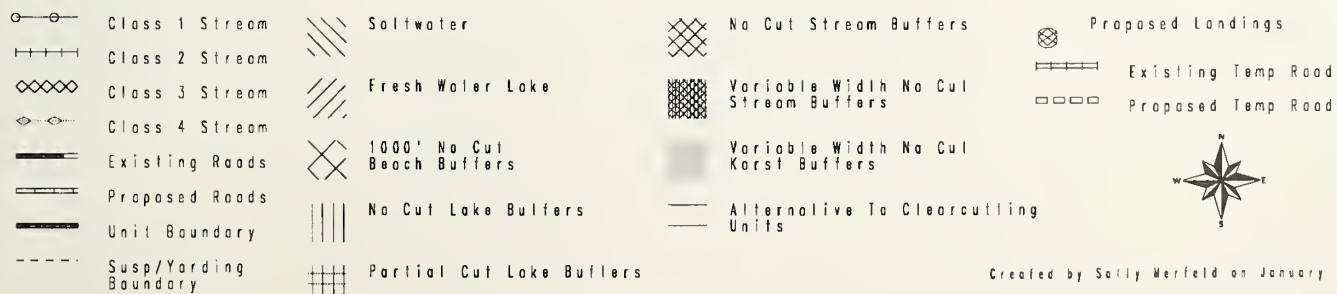 Class 1 Stream
Class 2 Stream
Class 3 Stream
Class 4 Stream
Existing Roads
Proposed Roads
Unit Boundary
Susp/Yarding
Boundary
Saltwater
Fresh Water Lake
1000' No Cut
Beach Buffers
No Cut Lake Buffers
Partial Cut Lake Buffers
No Cut Stream Buffers
Variable Width No Cut
Stream Buffers
Variable Width No Cut
Karst Buffers
Alternative To Clearcutting
Units
Proposed Landings
Existing Temp Road
Proposed Temp Road
N
W E
S
Created by Sally Merfeld on January